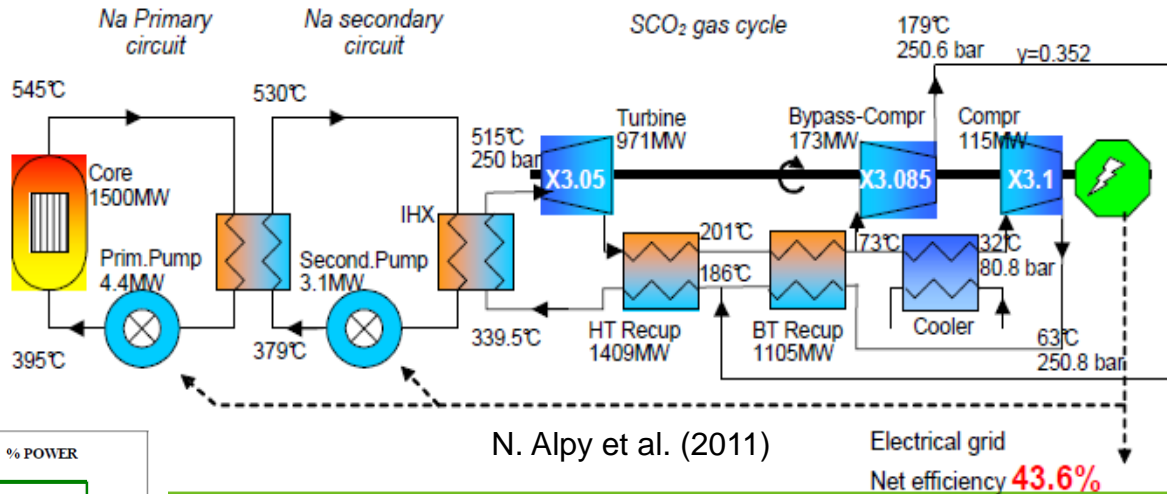 Na Primary
circuit
Na secondary
circuit
SCO₂ gas cycle
179℃
250.6 bar
y=0.352
545℃
530℃
515℃
250 bar
Turbine
971MW
Bypass-Compr
173MW
Compr
115MW
Core
1500MW
X3.05
X3.085
X3.1
IHX
Prim.Pump
4.4MW
Second.Pump
3.1MW
201℃
186℃
73℃
32℃
80.8 bar
395℃
379℃
339.5℃
HT Recup
1409MW
BT Recup
1105MW
Cooler
63℃
250.8 bar
% POWER
N. Alpy et al. (2011)
Electrical grid
Net efficiency 43.6%